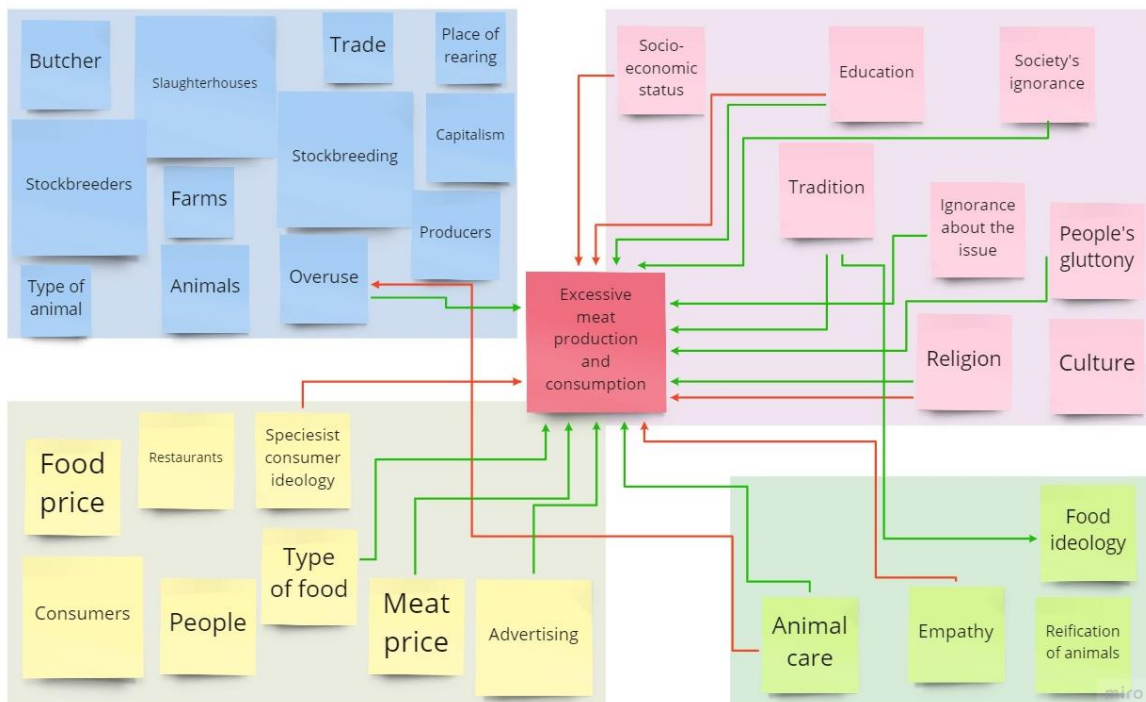 Butcher
Slaughterhouses
Trade
Place of
rearing
Stockbreeders
Farms
Stockbreeding
Capitalism
Producers
Type of
animal
Animals
Overuse
Socio-
economic
status
Education
Society's
ignorance
Tradition
Ignorance
about the
issue
People's
gluttony
Religion
Culture
Excessive
meat
production
and
consumption
Food
price
Restaurants
Speciesist
consumer
ideology
Consumers
People
Type
of food
Meat
price
Advertising
Food
ideology
Animal
care
Empathy
Reification
of animals
miro